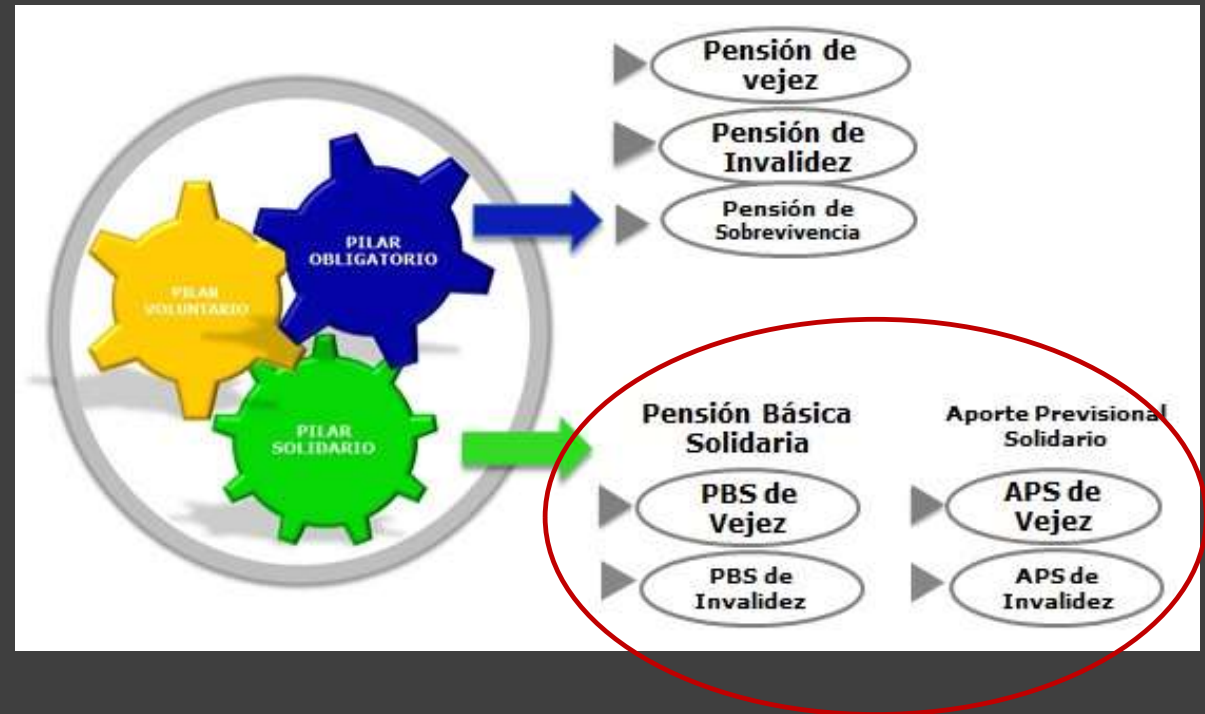 Pensión de
vejez
Pensión de
Invalidez
Pensión de
Sobrevivencia
PILAR
OBLIGATORIO
PILAR
VOLUNTARIO
PILAR
SOLIDARIO
Pensión Básica
Solidaria
PBS de
Vejez
PBS de
Invalidez
Aporte Previsional
Solidario
APS de
Vejez
APS de
Invalidez